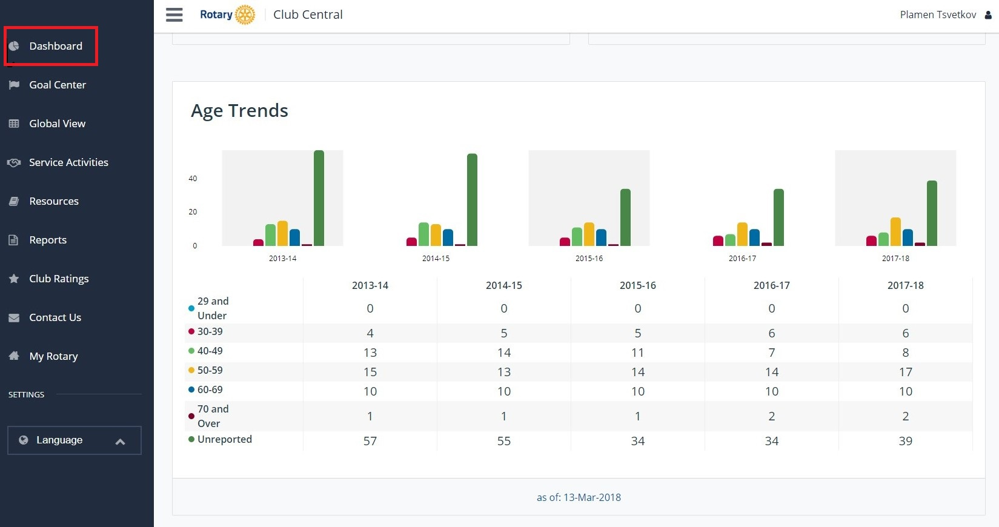 Rotary Club Central
Plamen Tsvetkov
Dashboard
Goal Center
Global View
Service Activities
Resources
Reports
Club Ratings
Contact Us
My Rotary
SETTINGS
Language
Age Trends
40
20
0
2013-14 2014-15 2015-16 2016-17 2017-18
2013-14 2014-15 2015-16 2016-17 2017-18
29 and
Under 0 0 0 0 0
30-39 4 5 5 6 6
40-49 13 14 11 7 8
50-59 15 13 14 14 17
60-69 10 10 10 10 10
70 and
Over 1 1 1 2 2
Unreported 57 55 34 34 39
as of: 13-Mar-2018